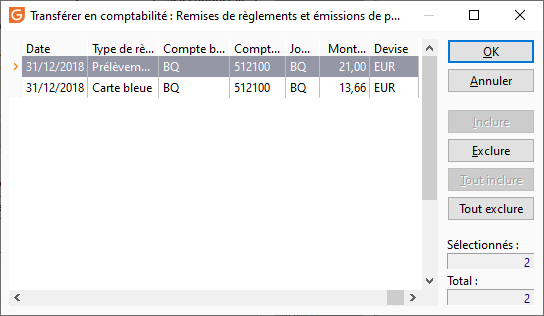 Transférer en comptabilité : Remises de règlements et émissions de p...
Date Type de rè... Compte b... Compt... Jo... Mont... Devise
31/12/2018 Prélèvem... BQ 512100 BQ 21,00 EUR
31/12/2018 Carte bleue BQ 512100 BQ 13,66 EUR
OK
Annuler
Inclure
Exclure
Tout inclure
Tout exclure
Sélectionnés :
2
Total :
2